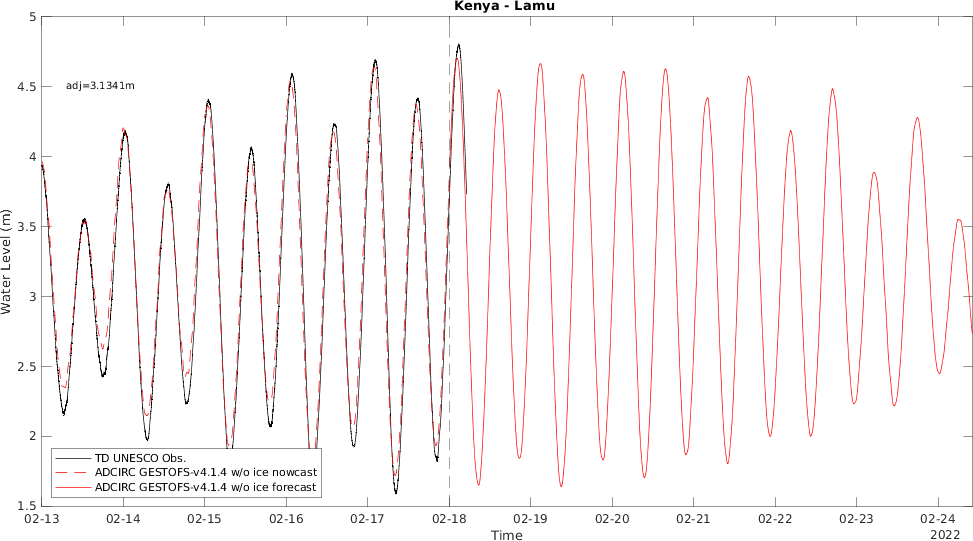 Kenya - Lamu
adj=3.1341m
Water Level (m)
5
4.5
4
3.5
3
2.5
2
1.5
TD UNESCO Obs.
ADCIRC GESTOFS-v4.1.4 w/o ice nowcast
ADCIRC GESTOFS-v4.1.4 w/o ice forecast
02-13 02-14 02-15 02-16 02-17 02-18 02-19 02-20 02-21 02-22 02-23 02-24
2022
Time